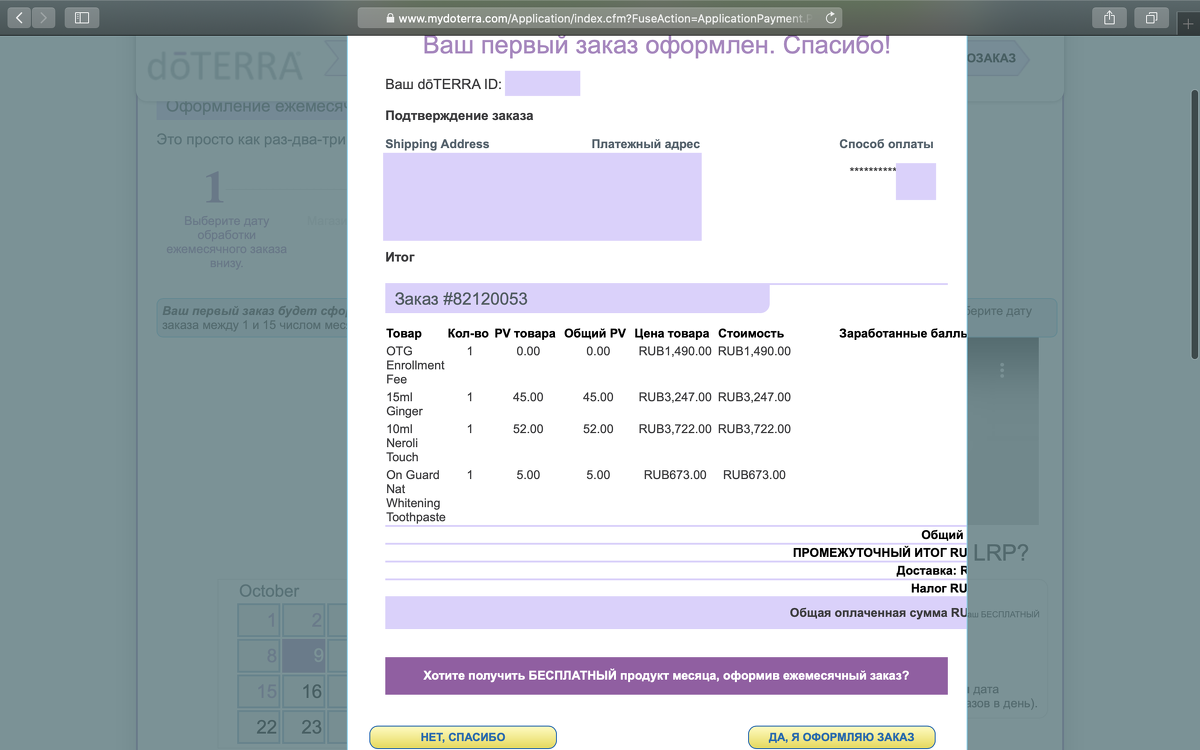 www.mydoterra.com/Application/index.cfm?FuseAction=ApplicationPayment.
dōTERRA
ОЗАКАЗ
Ваш первый заказ оформлен. Спасибо!
Ваш dōTERRA ID:
Оформление ежемеся
Подтверждение заказа
Это просто как раз-два-три
Shipping Address Платежный адрес Способ оплаты
**********
1
Выберите дату
обработки
ежемесячного заказа
внизу.
Итог
Заказ #82120053
Ваш первый заказ будет сфо
заказа между 1 и 15 числом мес
ерите дату
Товар Кол-во PV товара Общий PV Цена товара Стоимость Заработанные баллы
OTG 1 0.00 0.00 RUB1,490.00 RUB1,490.00
Enrollment
Fee
15ml 1 45.00 45.00 RUB3,247.00 RUB3,247.00
Ginger
10ml 1 52.00 52.00 RUB3,722.00 RUB3,722.00
Neroli
Touch
On Guard 1 5.00 5.00 RUB673.00 RUB673.00
Nat
Whitening
Toothpaste
Общий
ПРОМЕЖУТОЧНЫЙ ИТОГ RU
LRP?
Доставка: R
Налог RU
Общая оплаченная сумма RU
аш БЕСПЛАТНЫЙ
October
1 2
8 9
15 16
22 23
Хотите получить БЕСПЛАТНЫЙ продукт месяца, оформив ежемесячный заказ?
дата
азов в день).
НЕТ, СПАСИБО ДА, Я ОФОРМЛЯЮ ЗАКАЗ